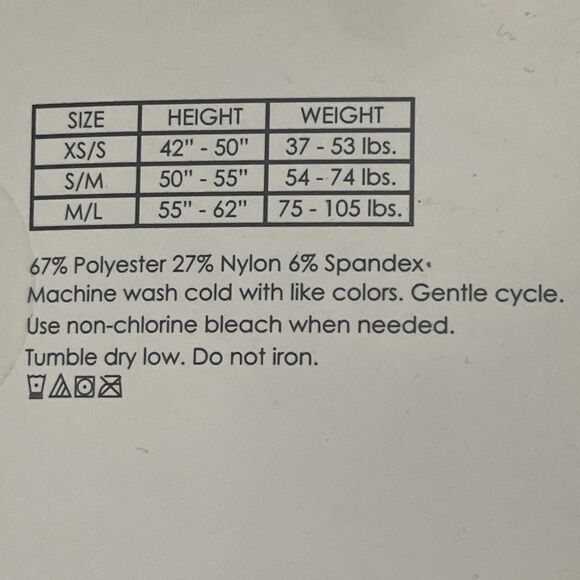 SIZE HEIGHT WEIGHT
XS/S 42" - 50" 37 - 53 lbs.
S/M 50" - 55" 54 - 74 lbs.
M/L 55" - 62" 75 - 105 lbs.
67% Polyester 27% Nylon 6% Spandex.
Machine wash cold with like colors. Gentle cycle.
Use non-chlorine bleach when needed.
Tumble dry low. Do not iron.